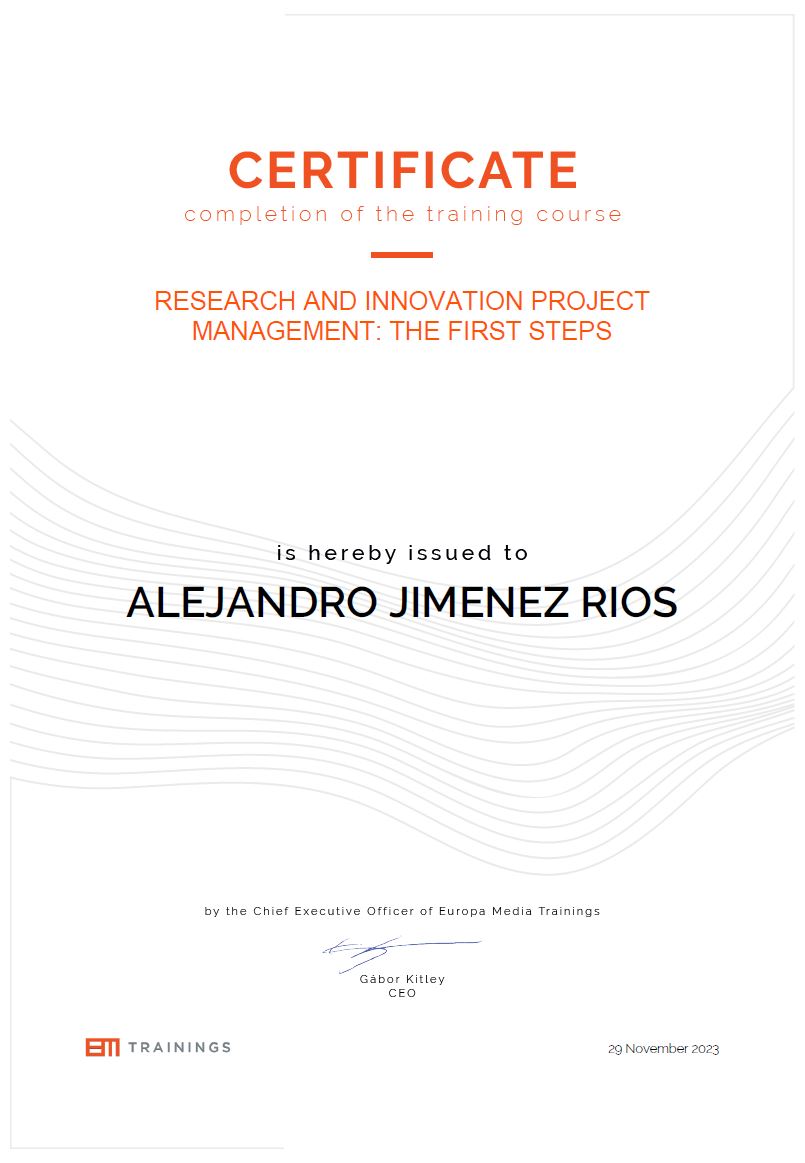 CERTIFICATE
completion of the training course
RESEARCH AND INNOVATION PROJECT
MANAGEMENT: THE FIRST STEPS
is hereby issued to
ALEJANDRO JIMENEZ RIOS
by the Chief Executive Officer of Europa Media Trainings
Gábor Kitley
CEO
EM TRAININGS
29 November 2023